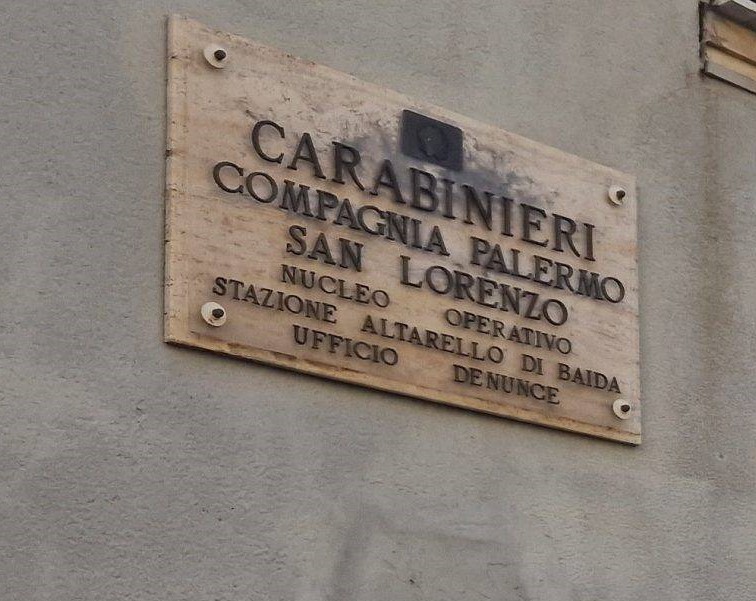 CARABINIERI
COMPAGNIA PALERMO
SAN LORENZO
NUCLEO OPERATIVO
STAZIONE ALTARELLO DI BAIDA
UFFICIO DENUNCE